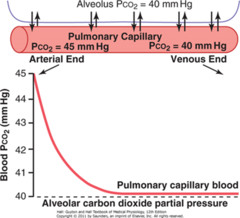 Alveolus PCO2 = 40 mm Hg
Pulmonary Capillary
PCO2 = 45 mm Hg PCO2 = 40 mm Hg
Arterial End Venous End
Blood PCO2 (mm Hg)
45
44
43
42
41
40
Pulmonary capillary blood
Alveolar carbon dioxide partial pressure
Hall: Guyton and Hall Textbook of Medical Physiology, 12th Edition
Copyright © 2011 by Saunders, an imprint of Elsevier, Inc. All rights reserved.